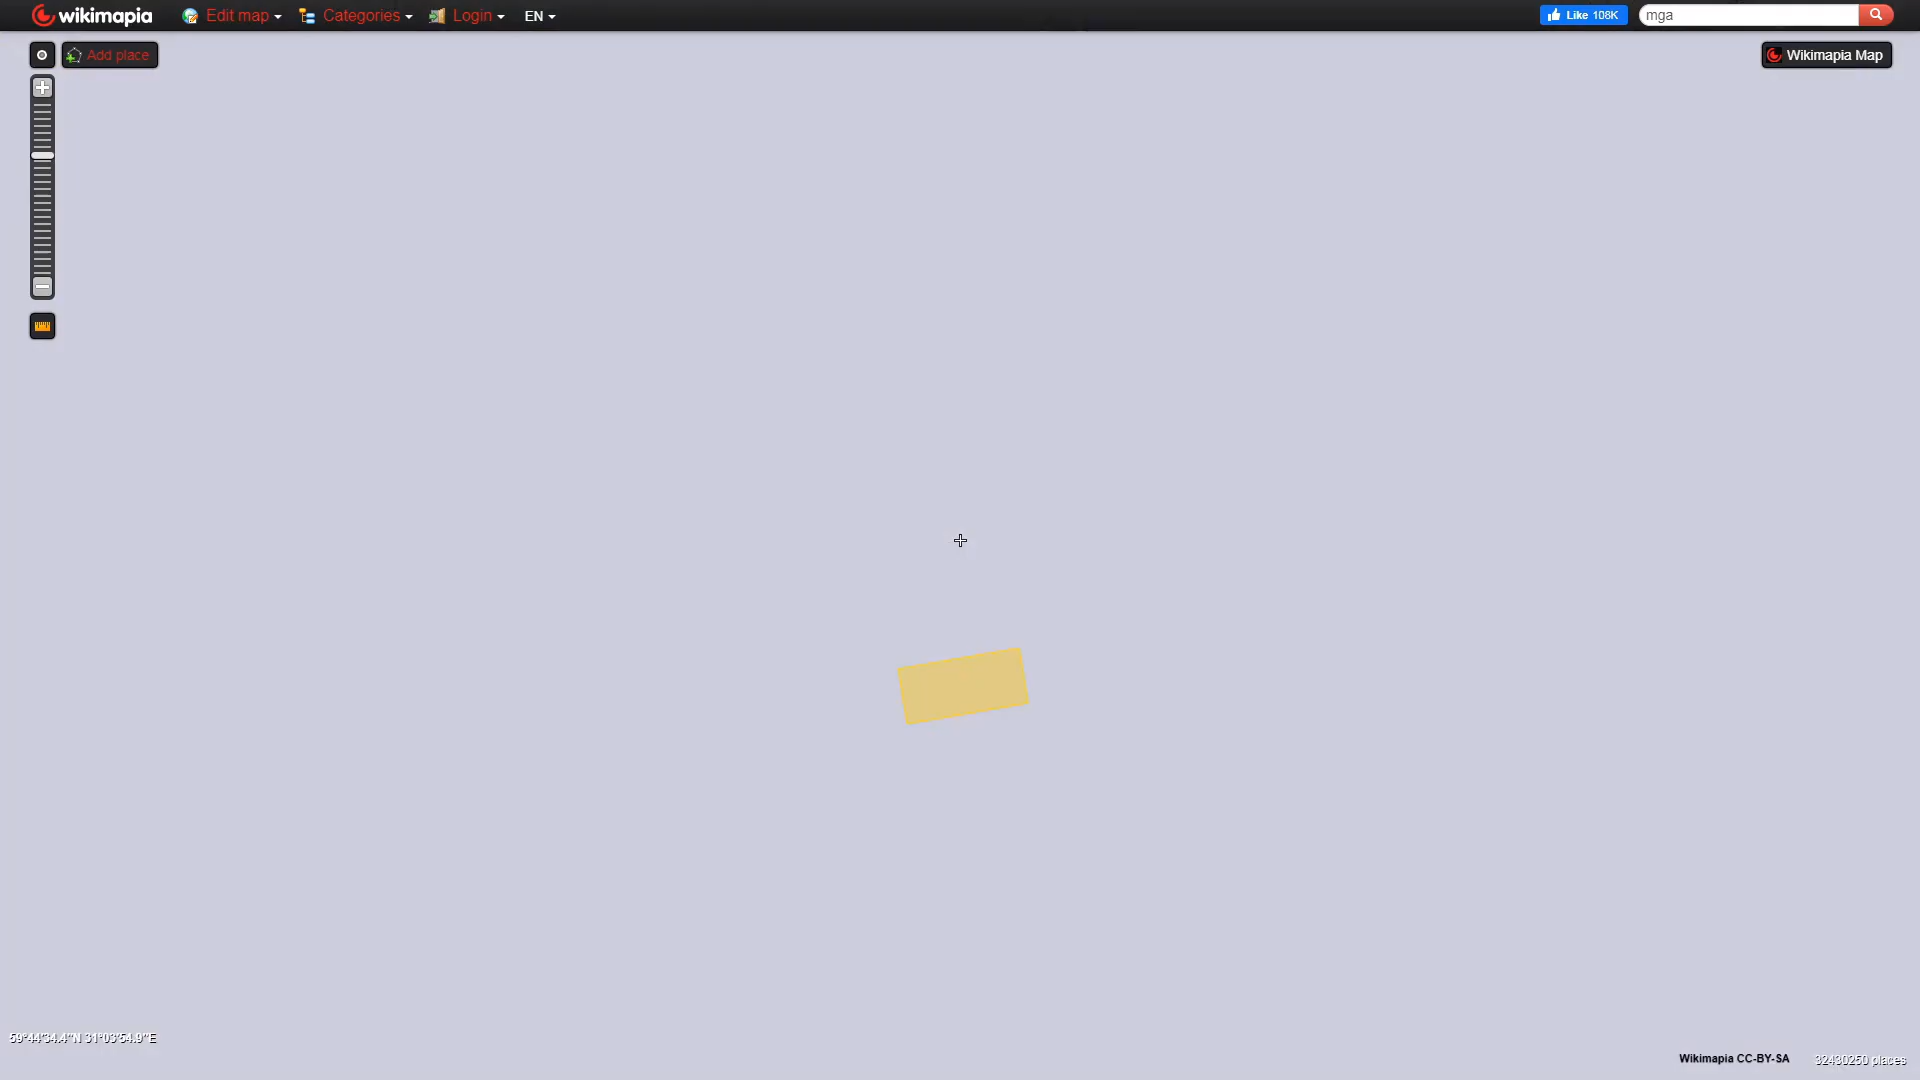 wikimapia Edit map Categories Login EN Like 108K mga
Add place Wikimapia Map
59°44'34.4"N 31°03'54.9"E
Wikimapia CC-BY-SA 32430250 places